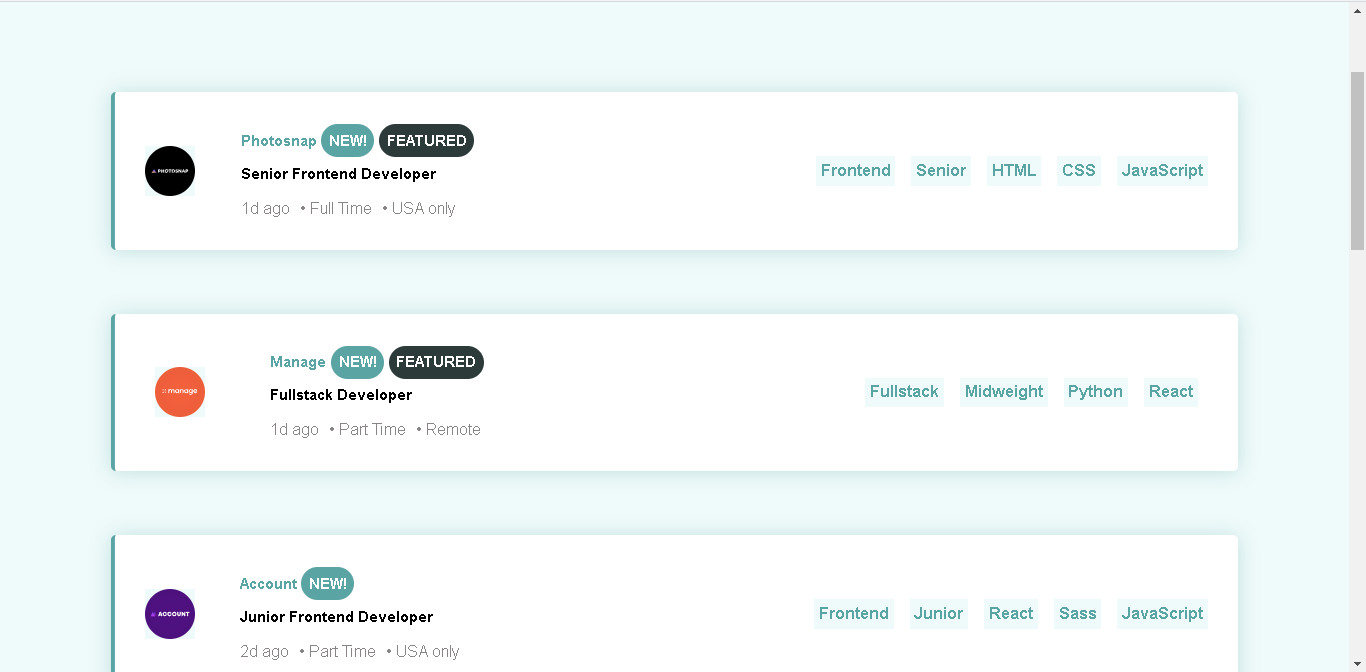 Photosnap NEW! FEATURED
PHOTOSNAP
Senior Frontend Developer
Frontend Senior HTML CSS JavaScript
1d ago • Full Time • USA only
Manage NEW! FEATURED
manage
Fullstack Developer
Fullstack Midweight Python React
1d ago • Part Time • Remote
Account NEW!
ACCOUNT
Junior Frontend Developer
Frontend Junior React Sass JavaScript
2d ago • Part Time • USA only